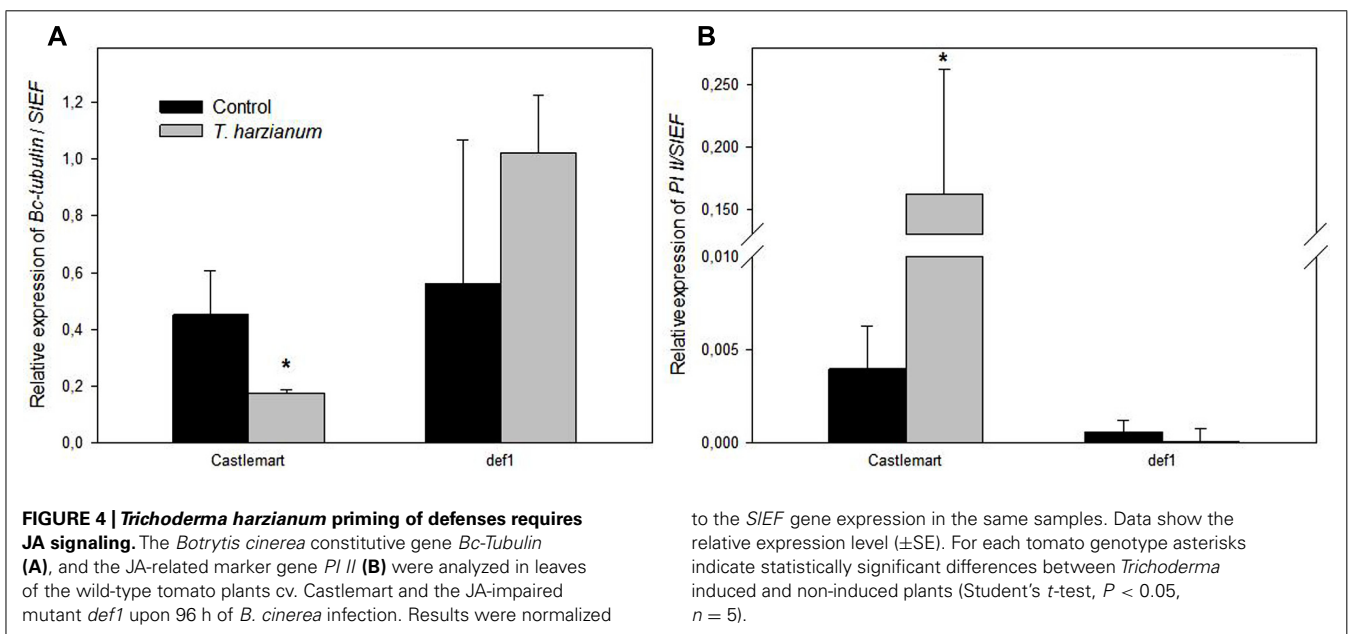 A
Relative expression of Bc-tubulin / SlEF
1,2
1,0
0,8
0,6
0,4
0,2
0,0
Control
T. harzianum
*
Castlemart
def1
B
Relative expression of PI II/SlEF
0,250
0,200
0,150
0,010
0,005
0,000
*
Castlemart
def1
FIGURE 4 | Trichoderma harzianum priming of defenses requires
JA signaling. The Botrytis cinerea constitutive gene Bc-Tubulin
(A), and the JA-related marker gene PI II (B) were analyzed in leaves
of the wild-type tomato plants cv. Castlemart and the JA-impaired
mutant def1 upon 96 h of B. cinerea infection. Results were normalized
to the SlEF gene expression in the same samples. Data show the
relative expression level (±SE). For each tomato genotype asterisks
indicate statistically significant differences between Trichoderma
induced and non-induced plants (Student's t-test, P < 0.05,
n = 5).